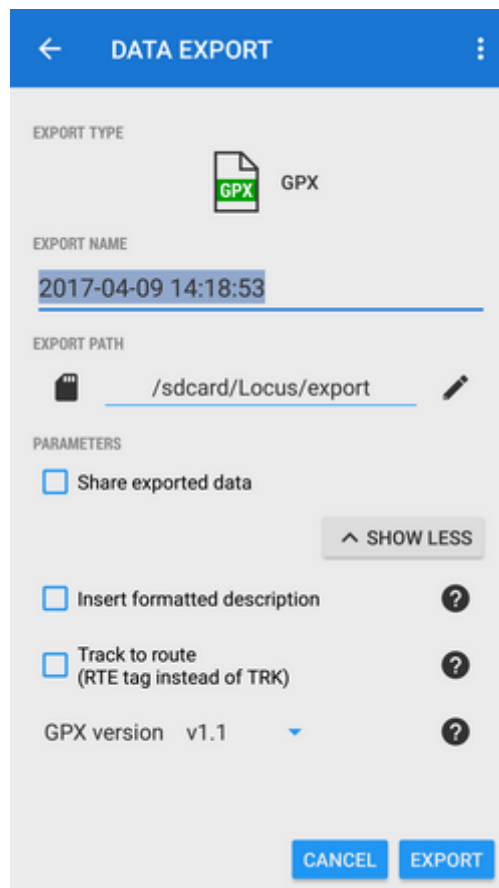 DATA EXPORT
EXPORT TYPE
GPX
GPX
EXPORT NAME
2017-04-09 14:18:53
EXPORT PATH
/sdcard/Locus/export
PARAMETERS
Share exported data
SHOW LESS
Insert formatted description
Track to route
(RTE tag instead of TRK)
GPX version v1.1
CANCEL EXPORT